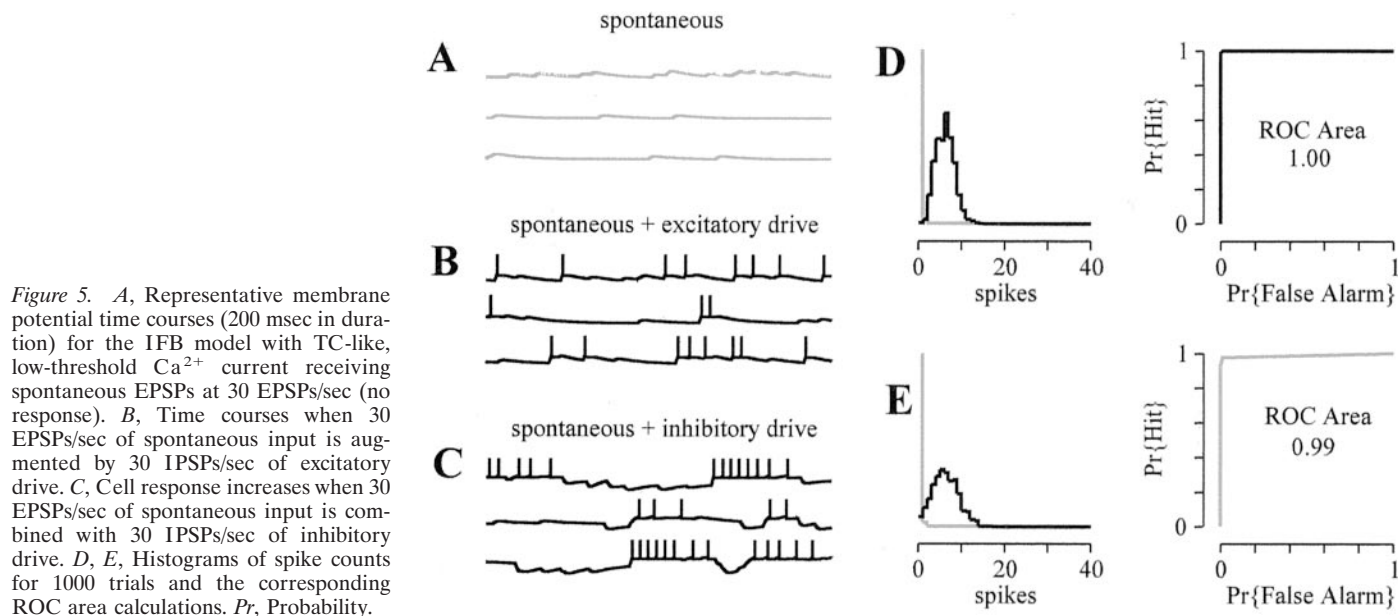 Figure 5. A, Representative membrane
potential time courses (200 msec in dura-
tion) for the IFB model with TC-like,
low-threshold Ca2+ current receiving
spontaneous EPSPs at 30 EPSPs/sec (no
response). B, Time courses when 30
EPSPs/sec of spontaneous input is aug-
mented by 30 IPSPs/sec of excitatory
drive. C, Cell response increases when 30
EPSPs/sec of spontaneous input is com-
bined with 30 IPSPs/sec of inhibitory
drive. D, E, Histograms of spike counts
for 1000 trials and the corresponding
ROC area calculations. Pr, Probability.
spontaneous
A
spontaneous + excitatory drive
B
spontaneous + inhibitory drive
C
D
0 20 40
spikes
1
Pr{Hit}
0
ROC Area
1.00
0 1
Pr{False Alarm}
E
0 20 40
spikes
1
Pr{Hit}
0
ROC Area
0.99
0 1
Pr{False Alarm}